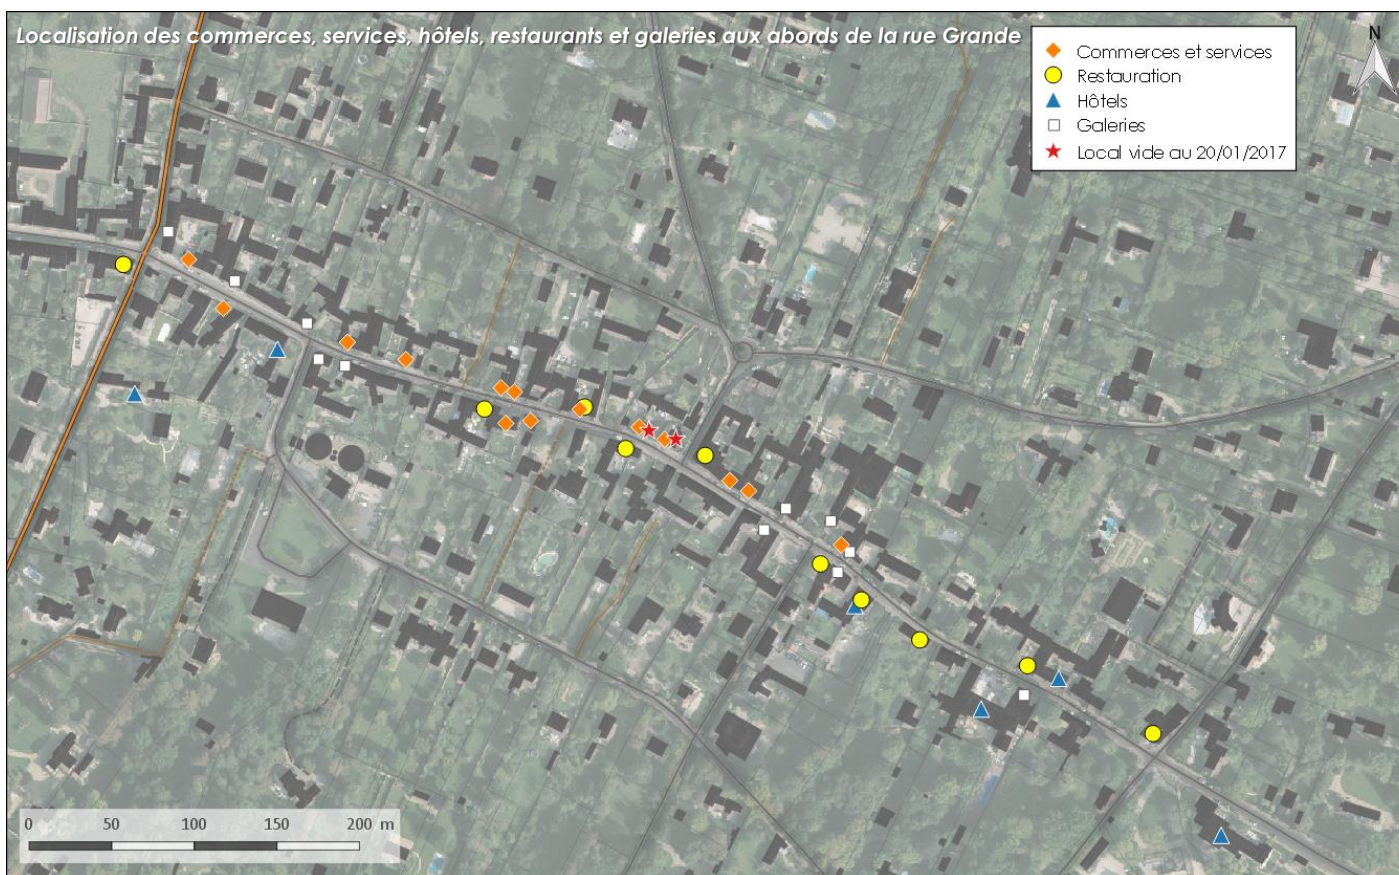 Localisation des commerces, services, hôtels, restaurants et galeries aux abords de la rue Grande
N
Commerces et services
Restauration
Hôtels
Galeries
Local vide au 20/01/2017
0 50 100 150 200 m